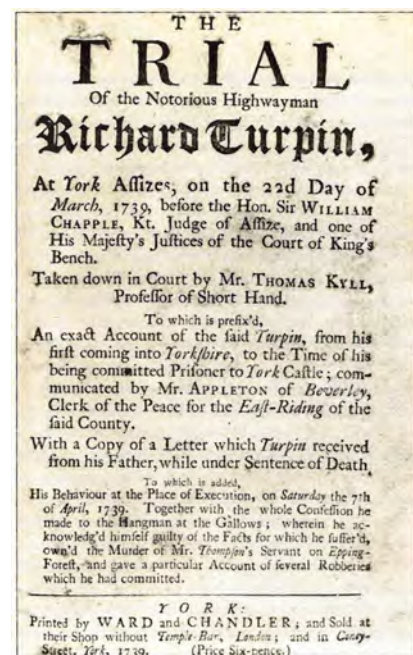 THE
TRIAL
Of the Notorious Highwayman
Richard Turpin,
At York Aſſizes, on the 22d Day of
March, 1739, before the Hon. Sir WILLIAM
CHAPPLE, Kt. Judge of Aſſize, and one of
His Majeſty's Juſtices of the Court of King's
Bench.
Taken down in Court by Mr. THOMAS KYLL,
Profeſſor of Short Hand.
To which is prefix'd,
An exact Account of the ſaid Turpin, from his
firſt coming into Yorkſhire, to the Time of his
being committed Priſoner to York Caſtle; com-
municated by Mr. APPLETON of Beverley,
Clerk of the Peace for the Eaſt-Riding of the
ſaid County.
With a Copy of a Letter which Turpin received
from his Father, while under Sentence of Death,
To which is added,
His Behaviour at the Place of Execution, on Saturday the 7th
of April, 1739. Together with the whole Confeſſion he
made to the Hangman at the Gallows; wherein he ac-
knowledg'd himſelf guilty of the Facts for which he ſuffer'd,
own'd the Murder of Mr. Thompſon's Servant on Epping-
Foreſt, and gave a particular Account of ſeveral Robberies
which he had committed.
YORK:
Printed by WARD and CHANDLER; and Sold at
their Shop without Temple-Bar, London; and in Coney-
Street, York, 1739. (Price Six-pence.)